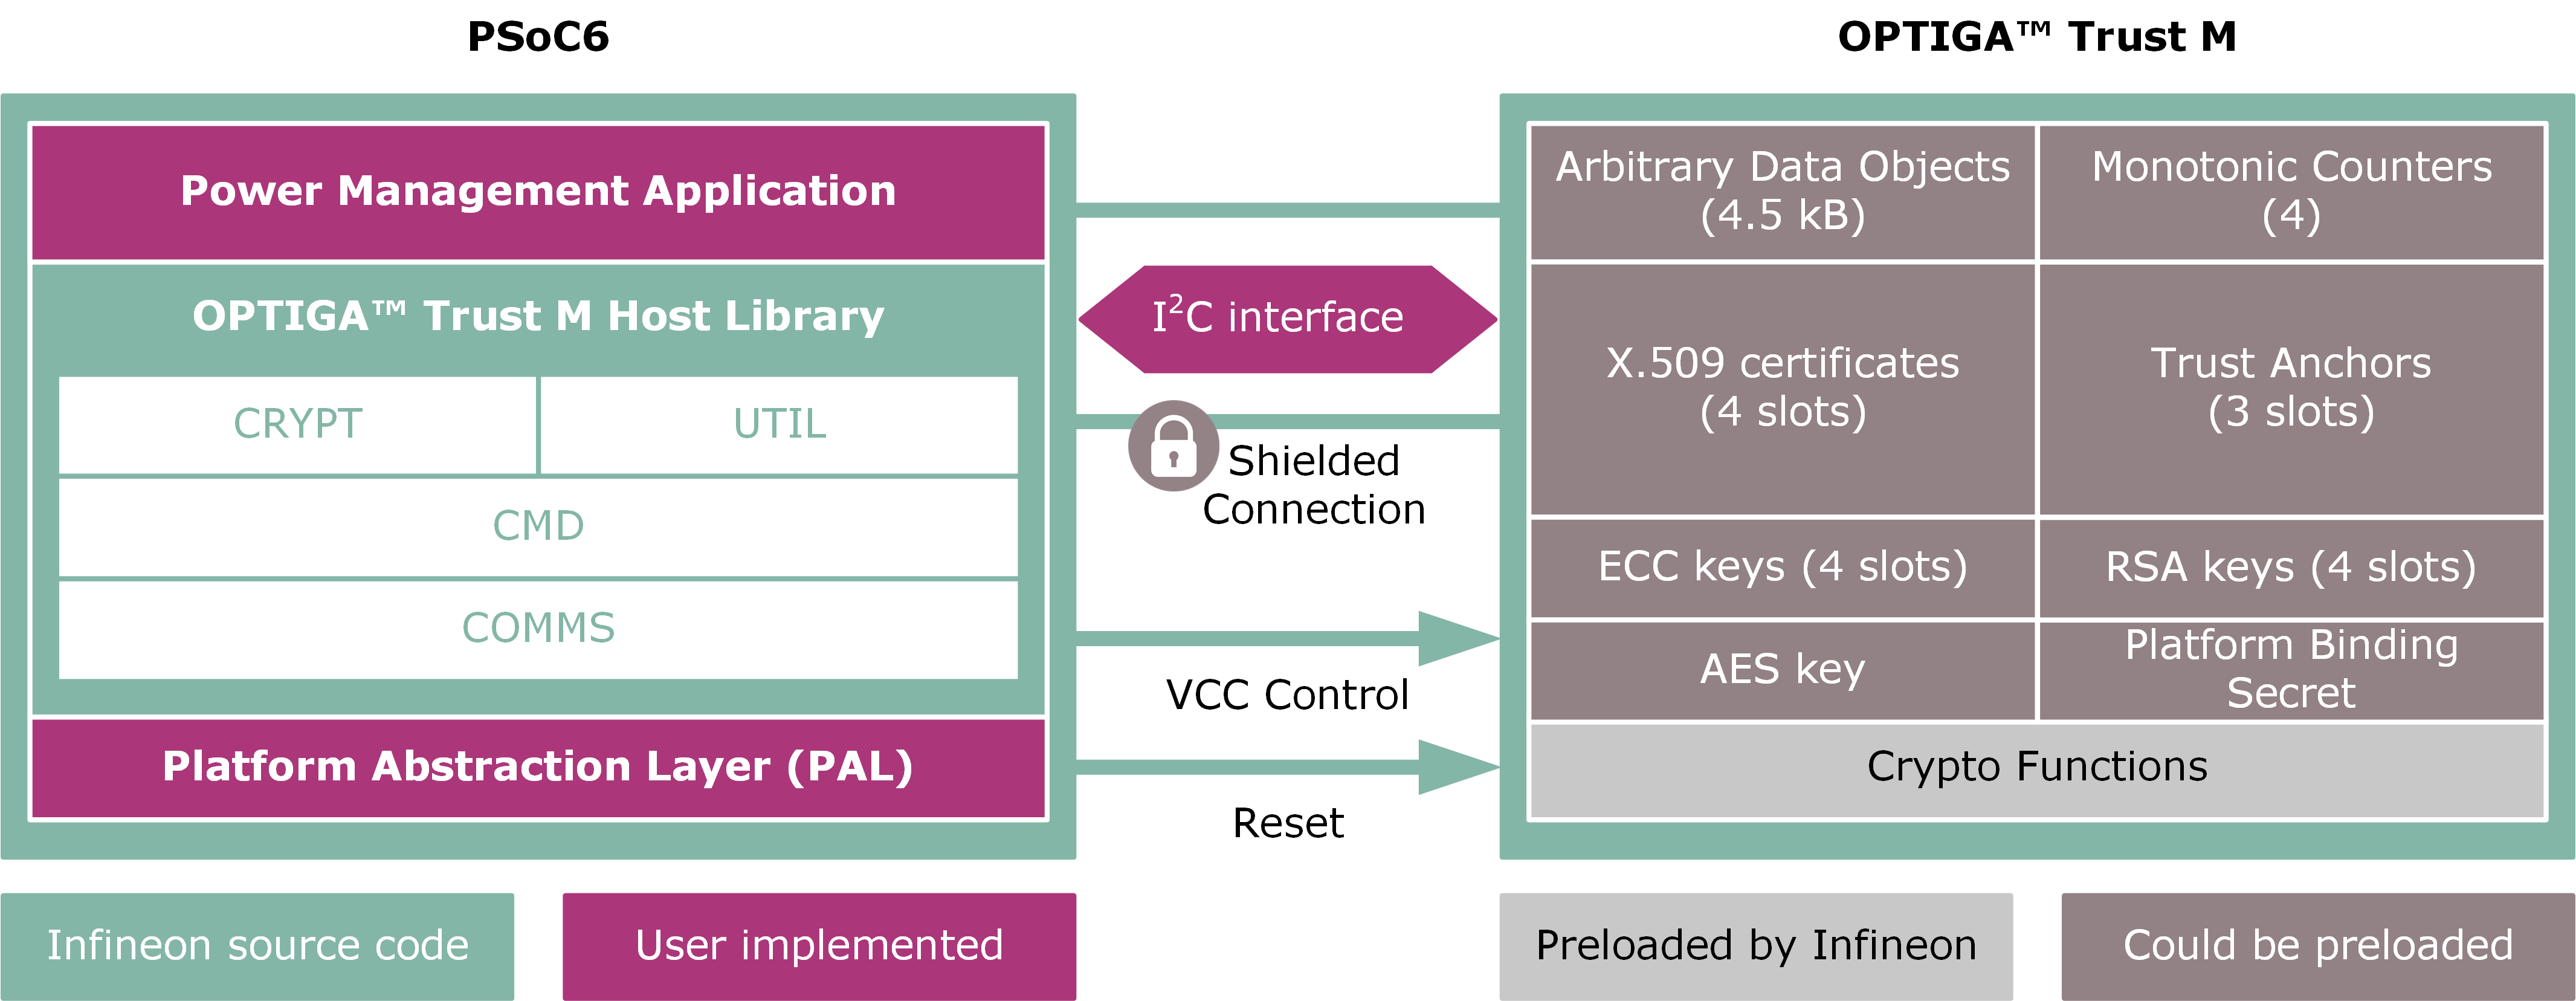 PSoC6
OPTIGA™ Trust M
Power Management Application
OPTIGA™ Trust M Host Library
CRYPT
UTIL
CMD
COMMS
Platform Abstraction Layer (PAL)
I²C interface
Shielded
Connection
VCC Control
Reset
Arbitrary Data Objects
(4.5 kB)
Monotonic Counters
(4)
X.509 certificates
(4 slots)
Trust Anchors
(3 slots)
ECC keys (4 slots)
RSA keys (4 slots)
AES key
Platform Binding
Secret
Crypto Functions
Infineon source code
User implemented
Preloaded by Infineon
Could be preloaded